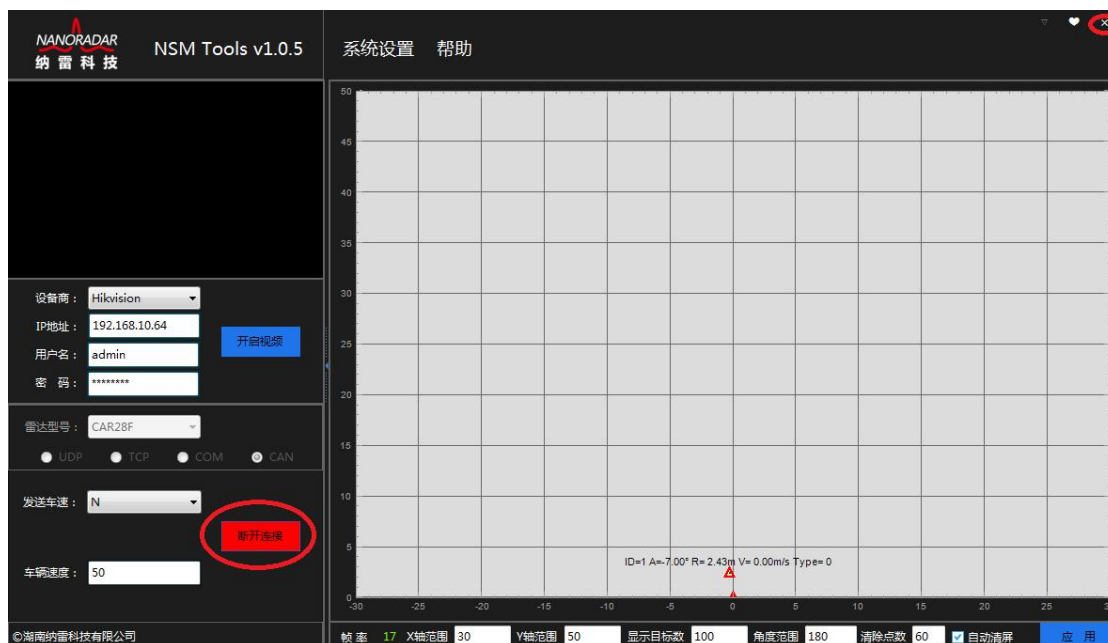 NANORADAR
纳雷科技
NSM Tools v1.0.5
系统设置 帮助
设备商： Hikvision
IP地址： 192.168.10.64
开启视频
用户名： admin
密 码： ********
雷达型号： CAR28F
UDP TCP COM CAN
发送车速： N
断开连接
车辆速度： 50
©湖南纳雷科技有限公司
50
45
40
35
30
25
20
15
10
5
0
ID=1 A=-7.00° R= 2.43m V= 0.00m/s Type= 0
-30 -25 -20 -15 -10 -5 0 5 10 15 20 25
帧 率 17 X轴范围 30 Y轴范围 50 显示目标数 100 角度范围 180 清除点数 60 自动清屏 应 用